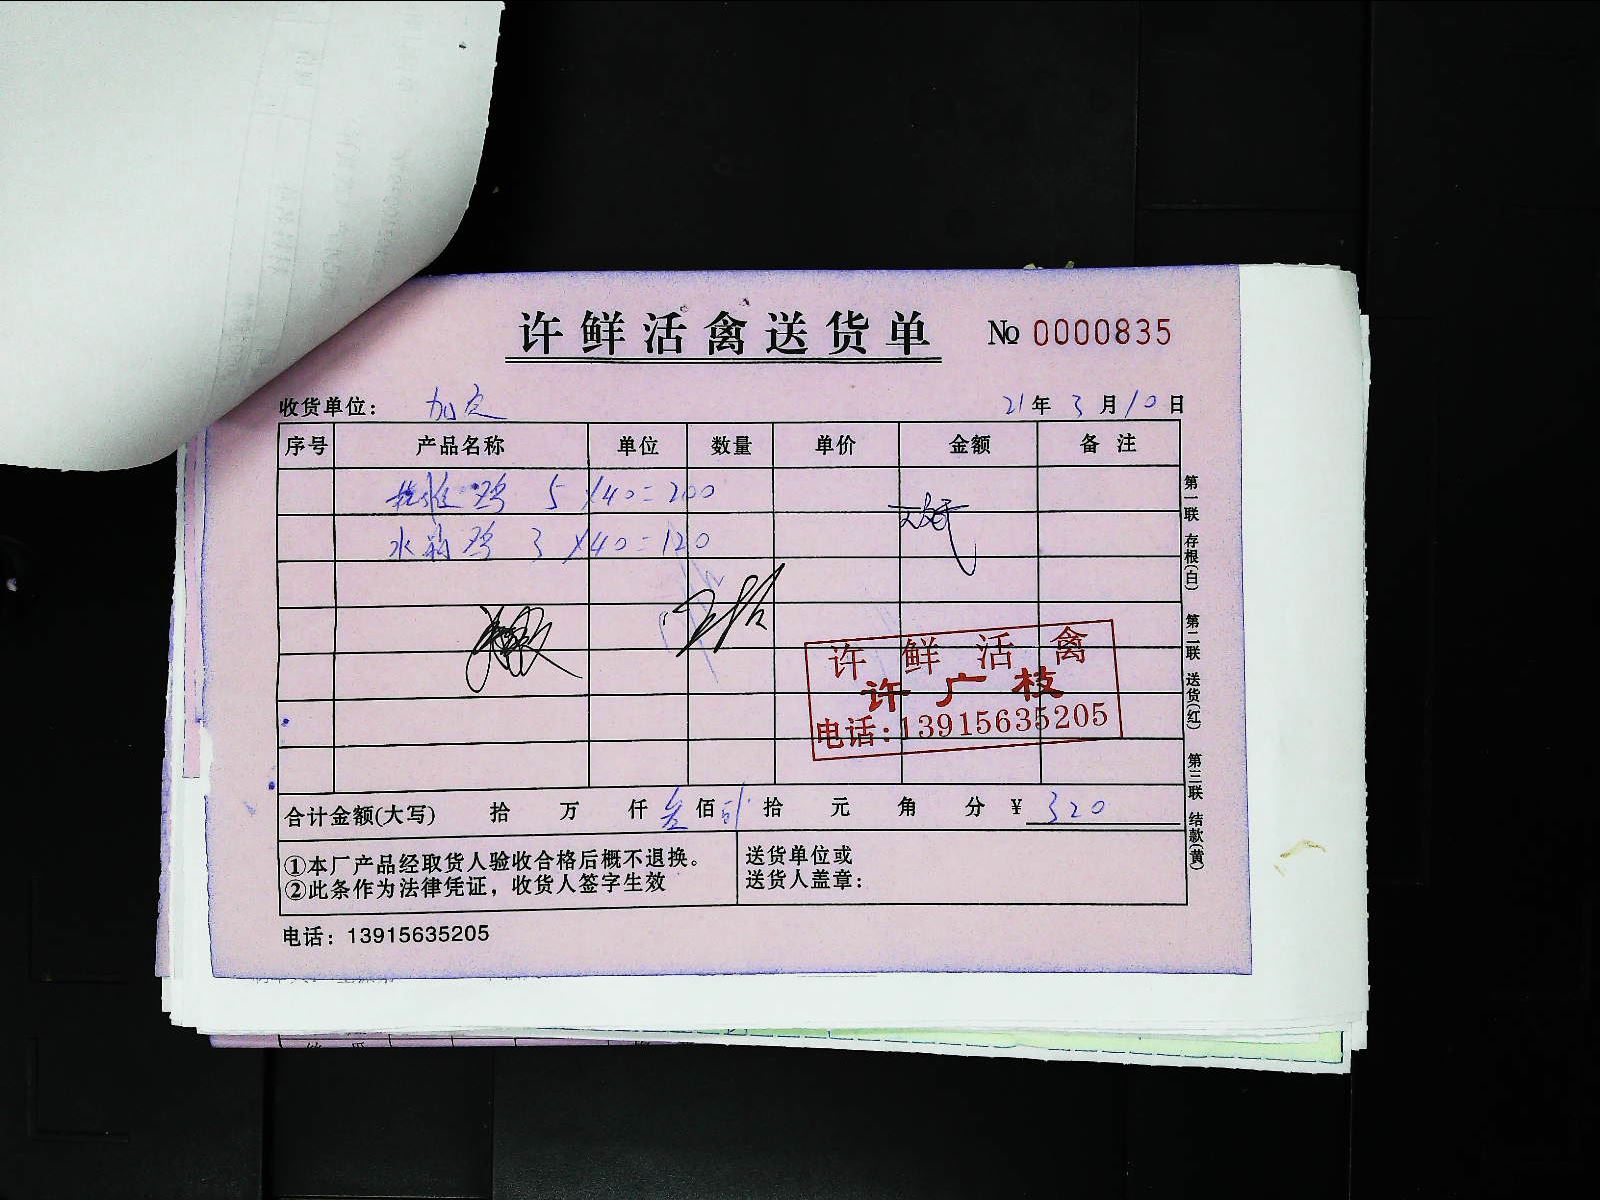 许鲜活禽送货单 № 0000835
收货单位： 加 21年3月10日
序号 产品名称 单位 数量 单价 金额 备注
鸡 5×40=200
水 鸡 3×40=120
许鲜活禽
许广枝
电话:13915635205
合计金额(大写) 拾 万 仟 叁佰 拾 元 角 分 ¥ 320
①本厂产品经取货人验收合格后概不退换。
②此条作为法律凭证，收货人签字生效
送货单位或
送货人盖章：
电话：13915635205
第一联 存根(白) 第二联 送货(红) 第三联 结款(黄)